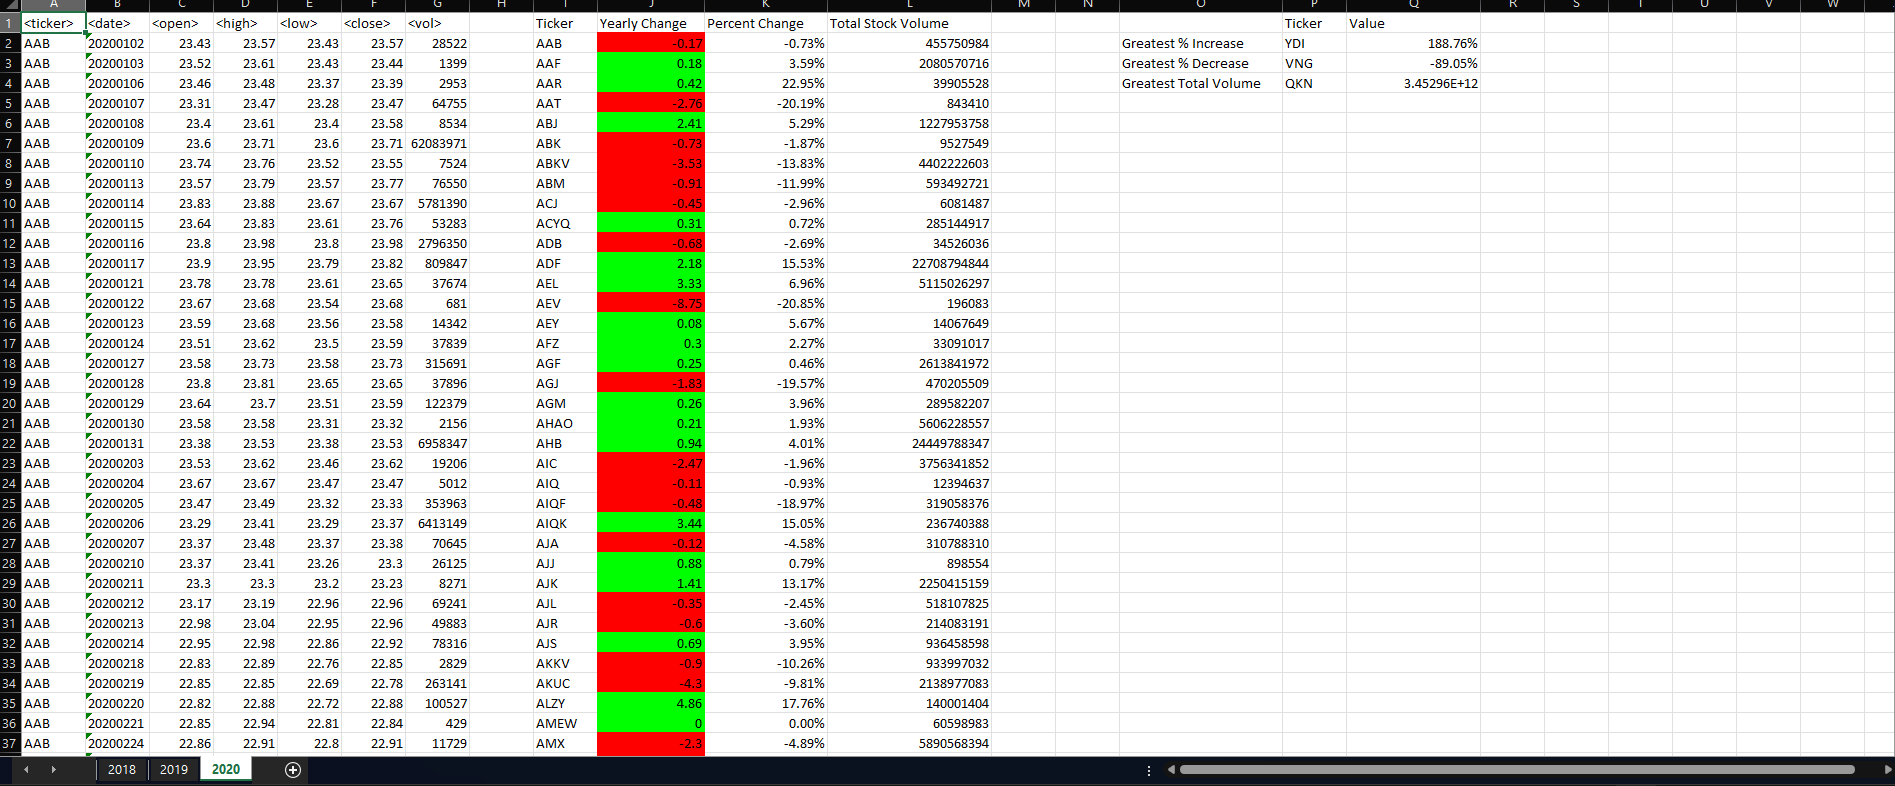 A B C D E F G H I J K L M N O P Q R S T U V W
1 <ticker> <date> <open> <high> <low> <close> <vol> Ticker Yearly Change Percent Change Total Stock Volume Ticker Value
2 AAB 20200102 23.43 23.57 23.43 23.57 28522 AAB -0.17 -0.73% 455750984 Greatest % Increase YDI 188.76%
3 AAB 20200103 23.52 23.61 23.43 23.44 1399 AAF 0.18 3.59% 2080570716 Greatest % Decrease VNG -89.05%
4 AAB 20200106 23.46 23.48 23.37 23.39 2953 AAR 0.42 22.95% 39905528 Greatest Total Volume QKN 3.45296E+12
5 AAB 20200107 23.31 23.47 23.28 23.47 64755 AAT -2.76 -20.19% 843410
6 AAB 20200108 23.4 23.61 23.4 23.58 8534 ABJ 2.41 5.29% 1227953758
7 AAB 20200109 23.6 23.71 23.6 23.71 62083971 ABK -0.73 -1.87% 9527549
8 AAB 20200110 23.74 23.76 23.52 23.55 7524 ABKV -3.53 -13.83% 4402222603
9 AAB 20200113 23.57 23.79 23.57 23.77 76550 ABM -0.91 -11.99% 593492721
10 AAB 20200114 23.83 23.88 23.67 23.67 5781390 ACJ -0.45 -2.96% 6081487
11 AAB 20200115 23.64 23.83 23.61 23.76 53283 ACYQ 0.31 0.72% 285144917
12 AAB 20200116 23.8 23.98 23.8 23.98 2796350 ADB -0.68 -2.69% 34526036
13 AAB 20200117 23.9 23.95 23.79 23.82 809847 ADF 2.18 15.53% 22708794844
14 AAB 20200121 23.78 23.78 23.61 23.65 37674 AEL 3.33 6.96% 5115026297
15 AAB 20200122 23.67 23.68 23.54 23.68 681 AEV -8.75 -20.85% 196083
16 AAB 20200123 23.59 23.68 23.56 23.58 14342 AEY 0.08 5.67% 14067649
17 AAB 20200124 23.51 23.62 23.5 23.59 37839 AFZ 0.3 2.27% 33091017
18 AAB 20200127 23.58 23.73 23.58 23.73 315691 AGF 0.25 0.46% 2613841972
19 AAB 20200128 23.8 23.81 23.65 23.65 37896 AGJ -1.83 -19.57% 470205509
20 AAB 20200129 23.64 23.7 23.51 23.59 122379 AGM 0.26 3.96% 289582207
21 AAB 20200130 23.58 23.58 23.31 23.32 2156 AHAO 0.21 1.93% 5606228557
22 AAB 20200131 23.38 23.53 23.38 23.53 6958347 AHB 0.94 4.01% 24449788347
23 AAB 20200203 23.53 23.62 23.46 23.62 19206 AIC -2.47 -1.96% 3756341852
24 AAB 20200204 23.67 23.67 23.47 23.47 5012 AIQ -0.11 -0.93% 12394637
25 AAB 20200205 23.47 23.49 23.32 23.33 353963 AIQF -0.48 -18.97% 319058376
26 AAB 20200206 23.29 23.41 23.29 23.37 6413149 AIQK 3.44 15.05% 236740388
27 AAB 20200207 23.37 23.48 23.37 23.38 70645 AJA -0.12 -4.58% 310788310
28 AAB 20200210 23.37 23.41 23.26 23.3 26125 AJJ 0.88 0.79% 898554
29 AAB 20200211 23.3 23.3 23.2 23.23 8271 AJK 1.41 13.17% 2250415159
30 AAB 20200212 23.17 23.19 22.96 22.96 69241 AJL -0.35 -2.45% 518107825
31 AAB 20200213 22.98 23.04 22.95 22.96 49883 AJR -0.6 -3.60% 214083191
32 AAB 20200214 22.95 22.98 22.86 22.92 78316 AJS 0.69 3.95% 936458598
33 AAB 20200218 22.83 22.89 22.76 22.85 2829 AKKV -0.9 -10.26% 933997032
34 AAB 20200219 22.85 22.85 22.69 22.78 263141 AKUC -4.3 -9.81% 2138977083
35 AAB 20200220 22.82 22.88 22.72 22.88 100527 ALZY 4.86 17.76% 140001404
36 AAB 20200221 22.85 22.94 22.81 22.84 429 AMEW 0 0.00% 60598983
37 AAB 20200224 22.86 22.91 22.8 22.91 11729 AMX -2.3 -4.89% 5890568394
2018 2019 2020